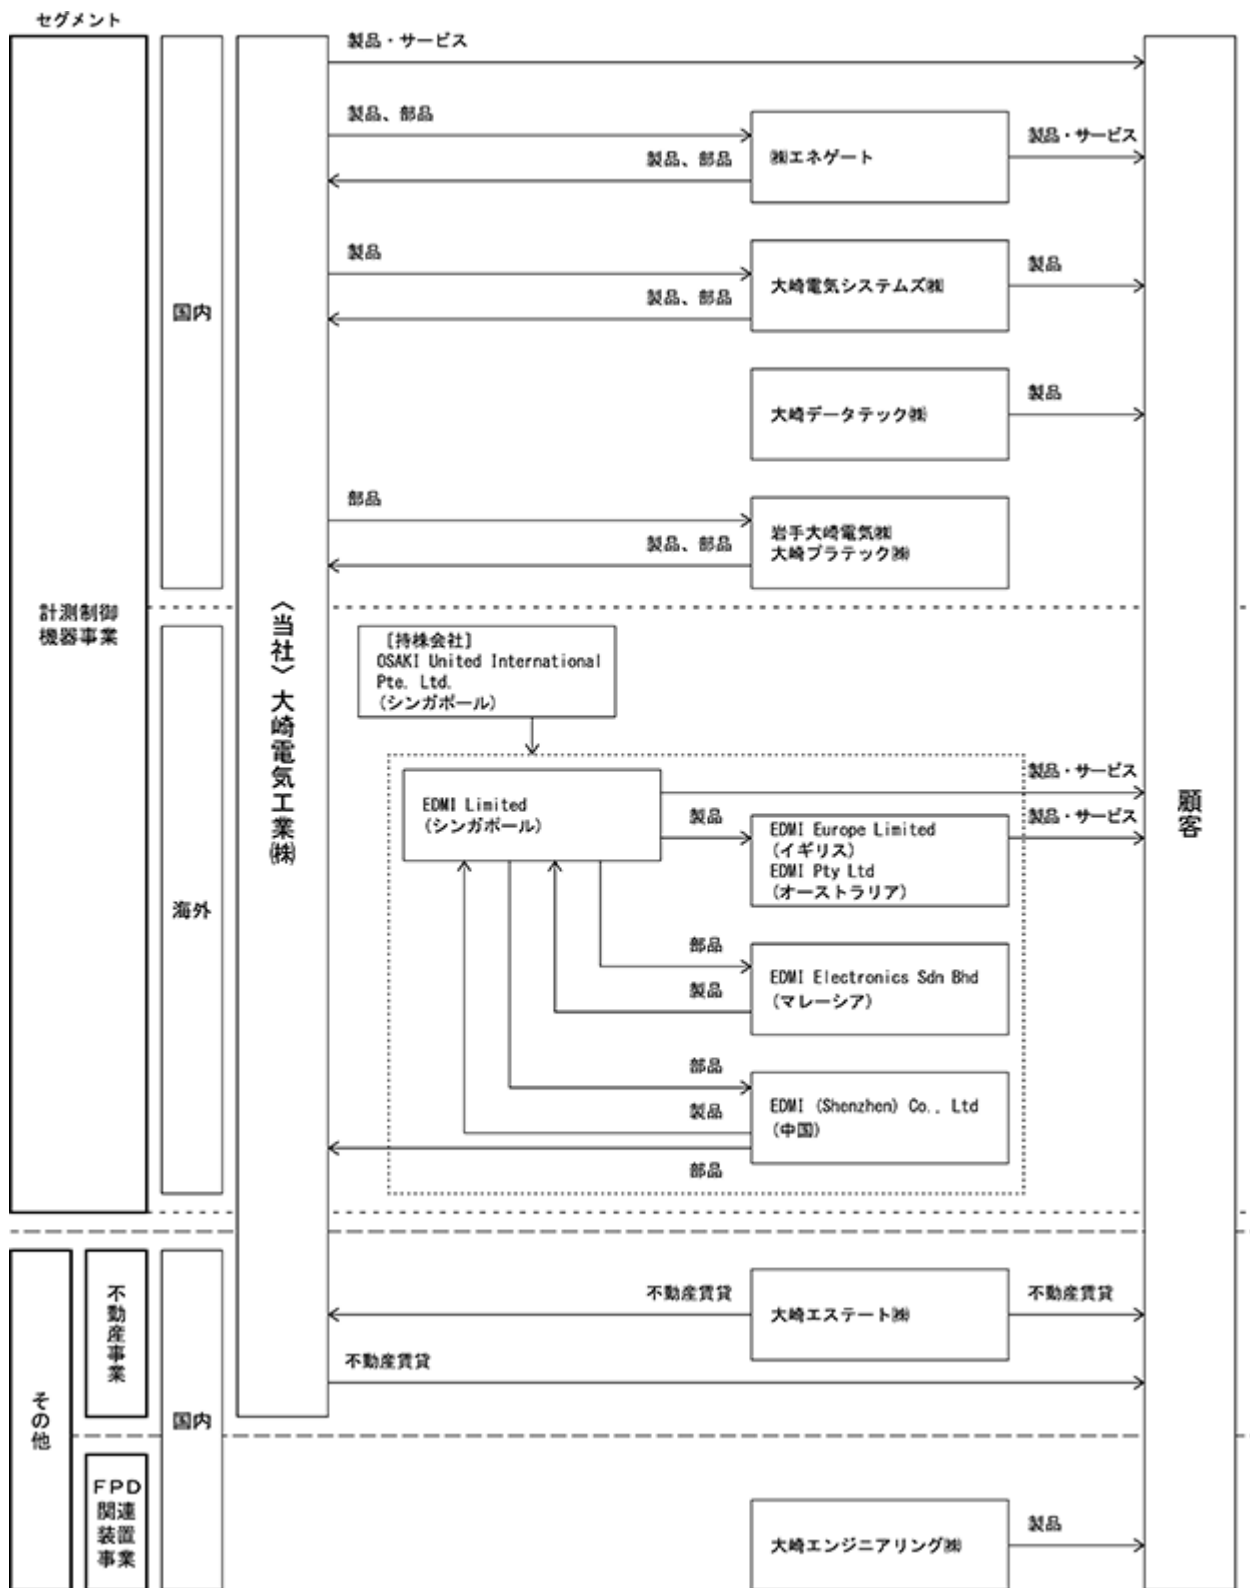 セグメント
計測制御
機器事業
国内
〈当社〉大崎電気工業㈱
製品・サービス
製品、部品
製品、部品
㈱エネゲート
製品・サービス
製品
製品、部品
大崎電気システムズ㈱
製品
大崎データテック㈱
製品
部品
製品、部品
岩手大崎電気㈱
大崎プラテック㈱
海外
[持株会社]
OSAKI United International
Pte. Ltd.
(シンガポール)
EDMI Limited
(シンガポール)
製品・サービス
製品
EDMI Europe Limited
(イギリス)
EDMI Pty Ltd
(オーストラリア)
製品・サービス
部品
製品
EDMI Electronics Sdn Bhd
(マレーシア)
部品
製品
部品
EDMI (Shenzhen) Co., Ltd
(中国)
顧客
その他
不動産事業
国内
不動産賃貸
大崎エステート㈱
不動産賃貸
不動産賃貸
FPD
関連
装置
事業
大崎エンジニアリング㈱
製品